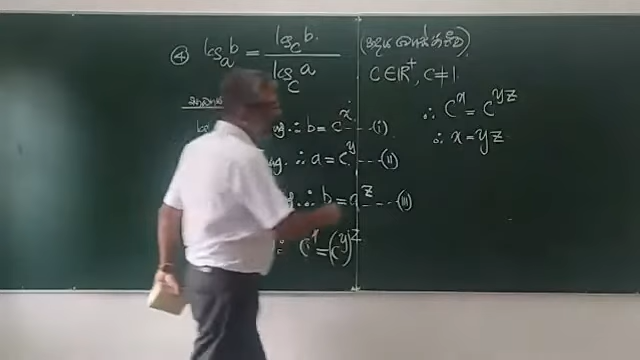 ④ log_a b = log_c b / log_c a
C∈ℝ⁺, c≠1.
∴ b = c^x ---(i)
∴ a = c^y ---(ii)
∴ b = a^z ---(iii)
c^x = (c^y)^z
∴ c^x = c^yz
∴ x = yz